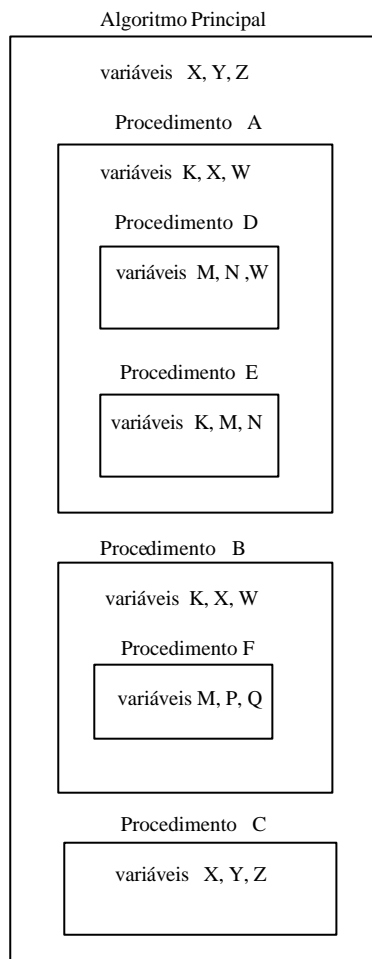 Algoritmo Principal
variáveis X, Y, Z
Procedimento A
variáveis K, X, W
Procedimento D
variáveis M, N ,W
Procedimento E
variáveis K, M, N
Procedimento B
variáveis K, X, W
Procedimento F
variáveis M, P, Q
Procedimento C
variáveis X, Y, Z